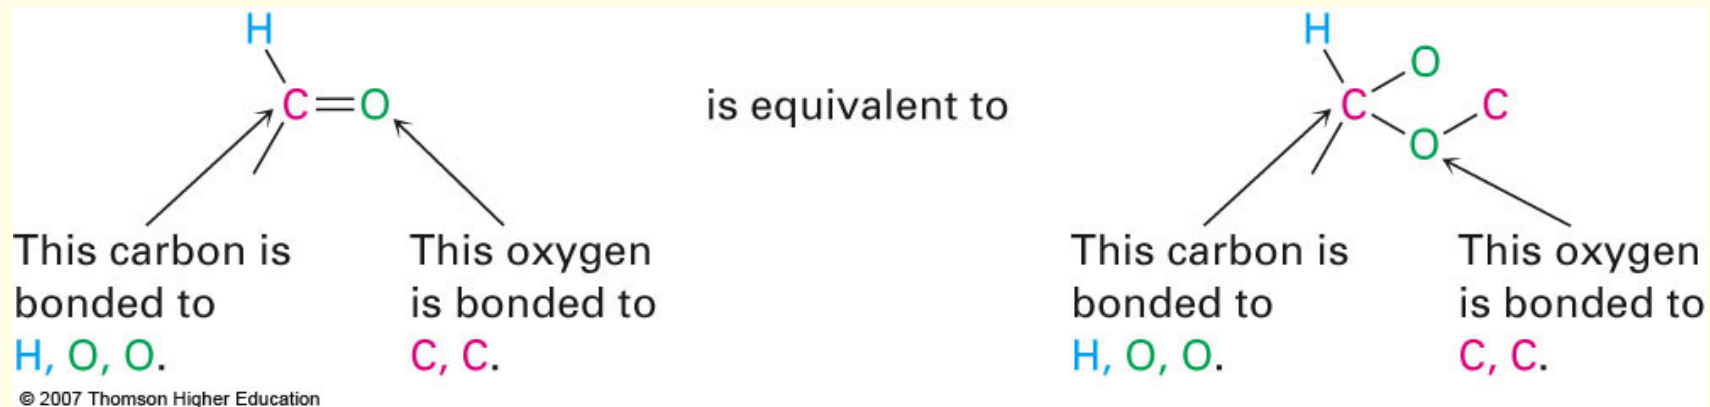 H
C=O
is equivalent to
H
O
C
C
O
This carbon is
bonded to
H, O, O.
This oxygen
is bonded to
C, C.
This carbon is
bonded to
H, O, O.
This oxygen
is bonded to
C, C.
© 2007 Thomson Higher Education